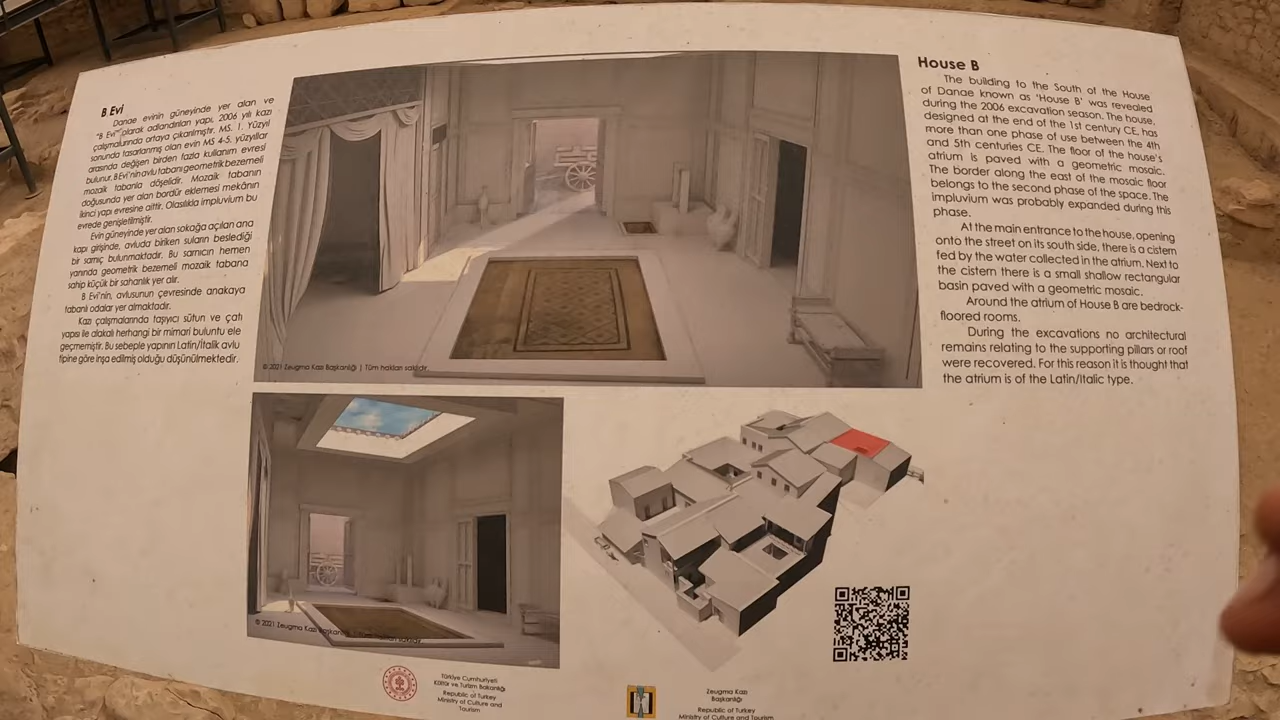 B Evi
Danae evinin güneyinde yer alan ve
"B Evi" olarak adlandırılan yapı, 2006 yılı kazı
çalışmalarında ortaya çıkarılmıştır. MS. 1. Yüzyıl
sonunda tasarlanmış olan evin MS 4-5. yüzyıllar
arasında değişen birden fazla kullanım evresi
bulunur. B Evi'nin avlu tabanı geometrik bezemeli
mozaik tabanla döşelidir. Mozaik tabanın
doğusunda yer alan bordür eklemesi mekânın
ikinci yapı evresine aittir. Olasılıkla impluvium bu
evrede genişletilmiştir.
Evin güneyinde yer alan sokağa açılan ana
kapı girişinde, avluda biriken suların beslediği
bir sarnıç bulunmaktadır. Bu sarnıcın hemen
yanında geometrik bezemeli mozaik tabana
sahip küçük bir sahanlık yer alır.
B Evi'nin, avlusunun çevresinde anakaya
tabanlı odalar yer almaktadır.
Kazı çalışmalarında taşıyıcı sütun ve çatı
yapısı ile alakalı herhangi bir mimari buluntu ele
geçmemiştir. Bu sebeple yapının Latin/İtalik avlu
tipine göre inşa edilmiş olduğu düşünülmektedir.
© 2021 Zeugma Kazı Başkanlığı | Tüm hakları saklıdır.
House B
The building to the South of the House
of Danae known as 'House B' was revealed
during the 2006 excavation season. The house,
designed at the end of the 1st century CE, has
more than one phase of use between the 4th
and 5th centuries CE. The floor of the house's
atrium is paved with a geometric mosaic.
The border along the east of the mosaic floor
belongs to the second phase of the space. The
impluvium was probably expanded during this
phase.
At the main entrance to the house, opening
onto the street on its south side, there is a cistern
fed by the water collected in the atrium. Next to
the cistern there is a small shallow rectangular
basin paved with a geometric mosaic.
Around the atrium of House B are bedrock-
floored rooms.
During the excavations no architectural
remains relating to the supporting pillars or roof
were recovered. For this reason it is thought that
the atrium is of the Latin/Italic type.
© 2021 Zeugma Kazı Başkanlığı | Tüm hakları saklıdır.
Türkiye Cumhuriyeti
Kültür ve Turizm Bakanlığı
Republic of Turkey
Ministry of Culture and
Tourism
Zeugma Kazı
Başkanlığı
Republic of Turkey
Ministry of Culture and Tourism